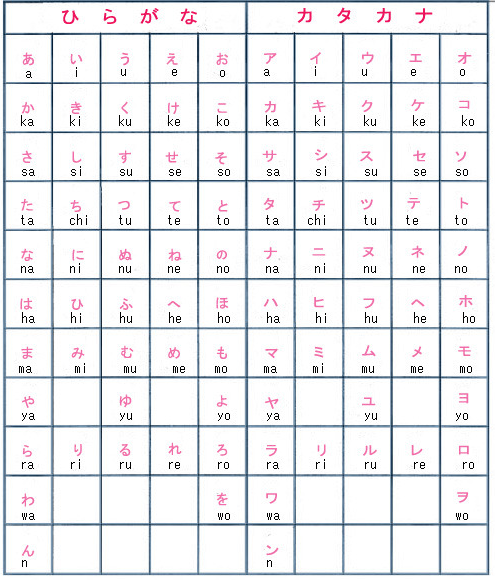 ひらがな カタカナ
あ い う え お ア イ ウ エ オ
a i u e o a i u e o
か き く け こ カ キ ク ケ コ
ka ki ku ke ko ka ki ku ke ko
さ し す せ そ サ シ ス セ ソ
sa si su se so sa si su se so
た ち つ て と タ チ ツ テ ト
ta chi tu te to ta chi tu te to
な に ぬ ね の ナ ニ ヌ ネ ノ
na ni nu ne no na ni nu ne no
は ひ ふ へ ほ ハ ヒ フ ヘ ホ
ha hi hu he ho ha hi hu he ho
ま み む め も マ ミ ム メ モ
ma mi mu me mo ma mi mu me mo
や ゆ よ ヤ ユ ヨ
ya yu yo ya yu yo
ら り る れ ろ ラ リ ル レ ロ
ra ri ru re ro ra ri ru re ro
わ を ワ ヲ
wa wo wa wo
ん ン
n n